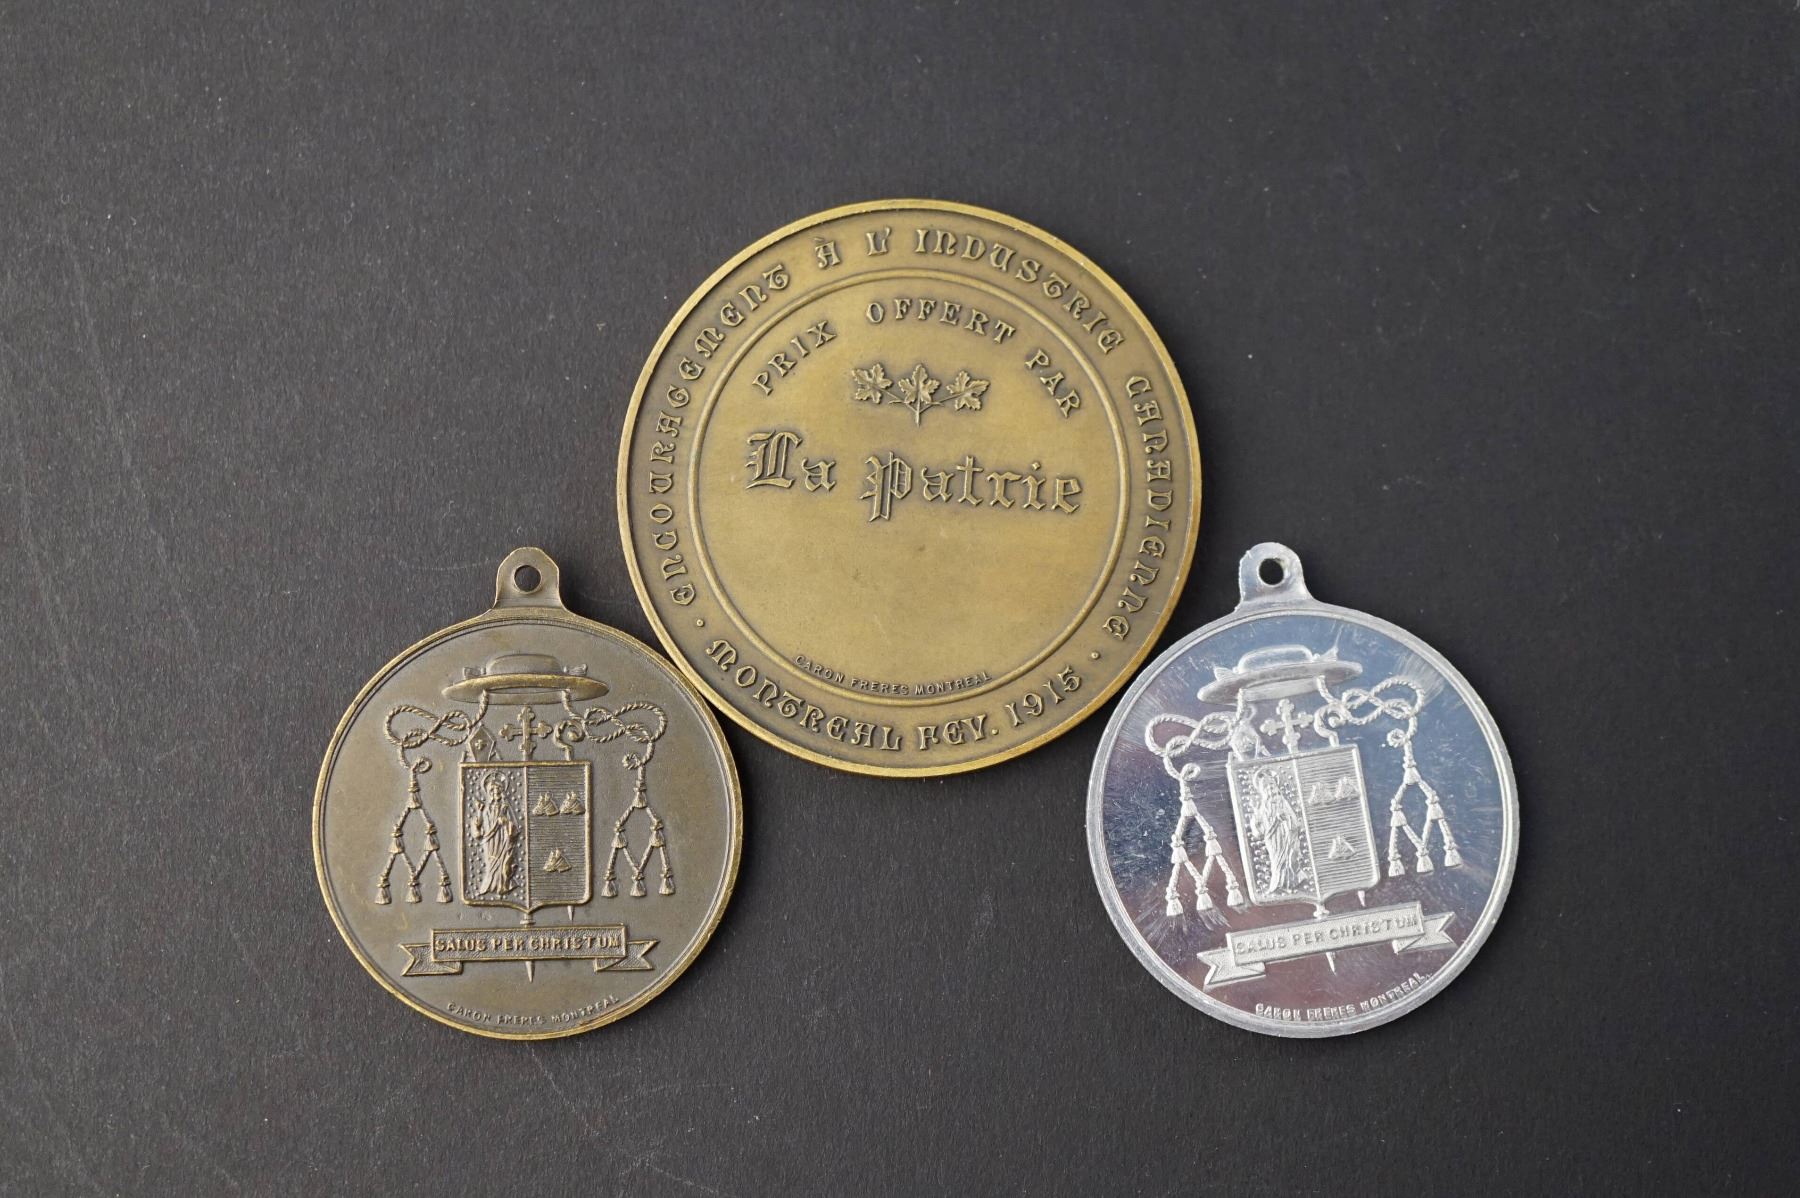 ENCOURAGEMENT À L' INDUSTRIE CANADIENNE
PRIX OFFERT PAR
La Patrie
CARON FRERES MONTREAL
· MONTREAL FEV. 1915 ·
SALUS PER CHRISTUM
CARON FRERES MONTREAL
SALUS PER CHRISTUM
CARON FRERES MONTREAL